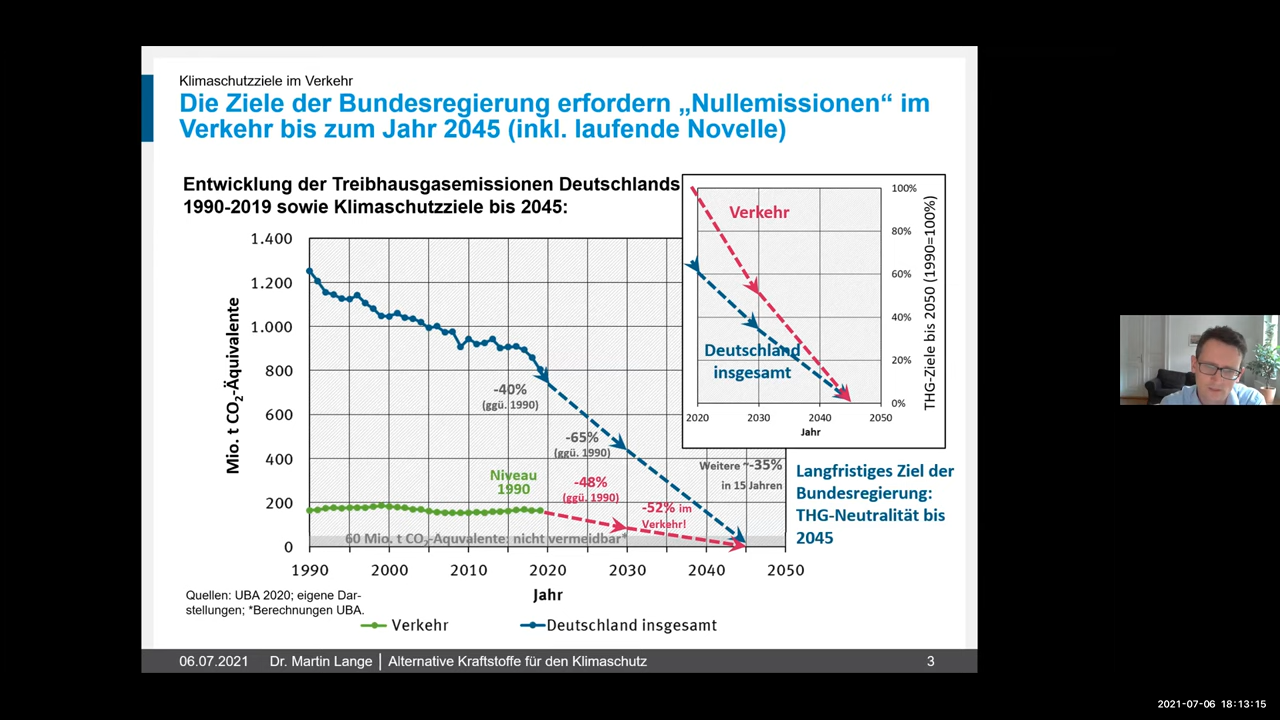 Klimaschutzziele im Verkehr
Die Ziele der Bundesregierung erfordern „Nullemissionen“ im
Verkehr bis zum Jahr 2045 (inkl. laufende Novelle)
Entwicklung der Treibhausgasemissionen Deutschlands
1990-2019 sowie Klimaschutzziele bis 2045:
1.400
1.200
1.000
800
600
400
200
0
Mio. t CO₂-Äquivalente
-40%
(ggü. 1990)
-65%
(ggü. 1990)
Niveau
1990
-48%
(ggü. 1990)
-52% im
Verkehr!
Weitere ~-35%
in 15 Jahren
60 Mio. t CO₂-Äquvalente: nicht vermeidbar*
1990
2000
2010
2020
2030
2040
2050
Jahr
Verkehr
Deutschland insgesamt
Verkehr
Deutschland
insgesamt
100%
80%
60%
40%
20%
0%
THG-Ziele bis 2050 (1990=100%)
2020
2030
2040
2050
Jahr
Langfristiges Ziel der
Bundesregierung:
THG-Neutralität bis
2045
Quellen: UBA 2020; eigene Dar-
stellungen; *Berechnungen UBA.
06.07.2021 Dr. Martin Lange | Alternative Kraftstoffe für den Klimaschutz 3
2021-07-06 18:13:15